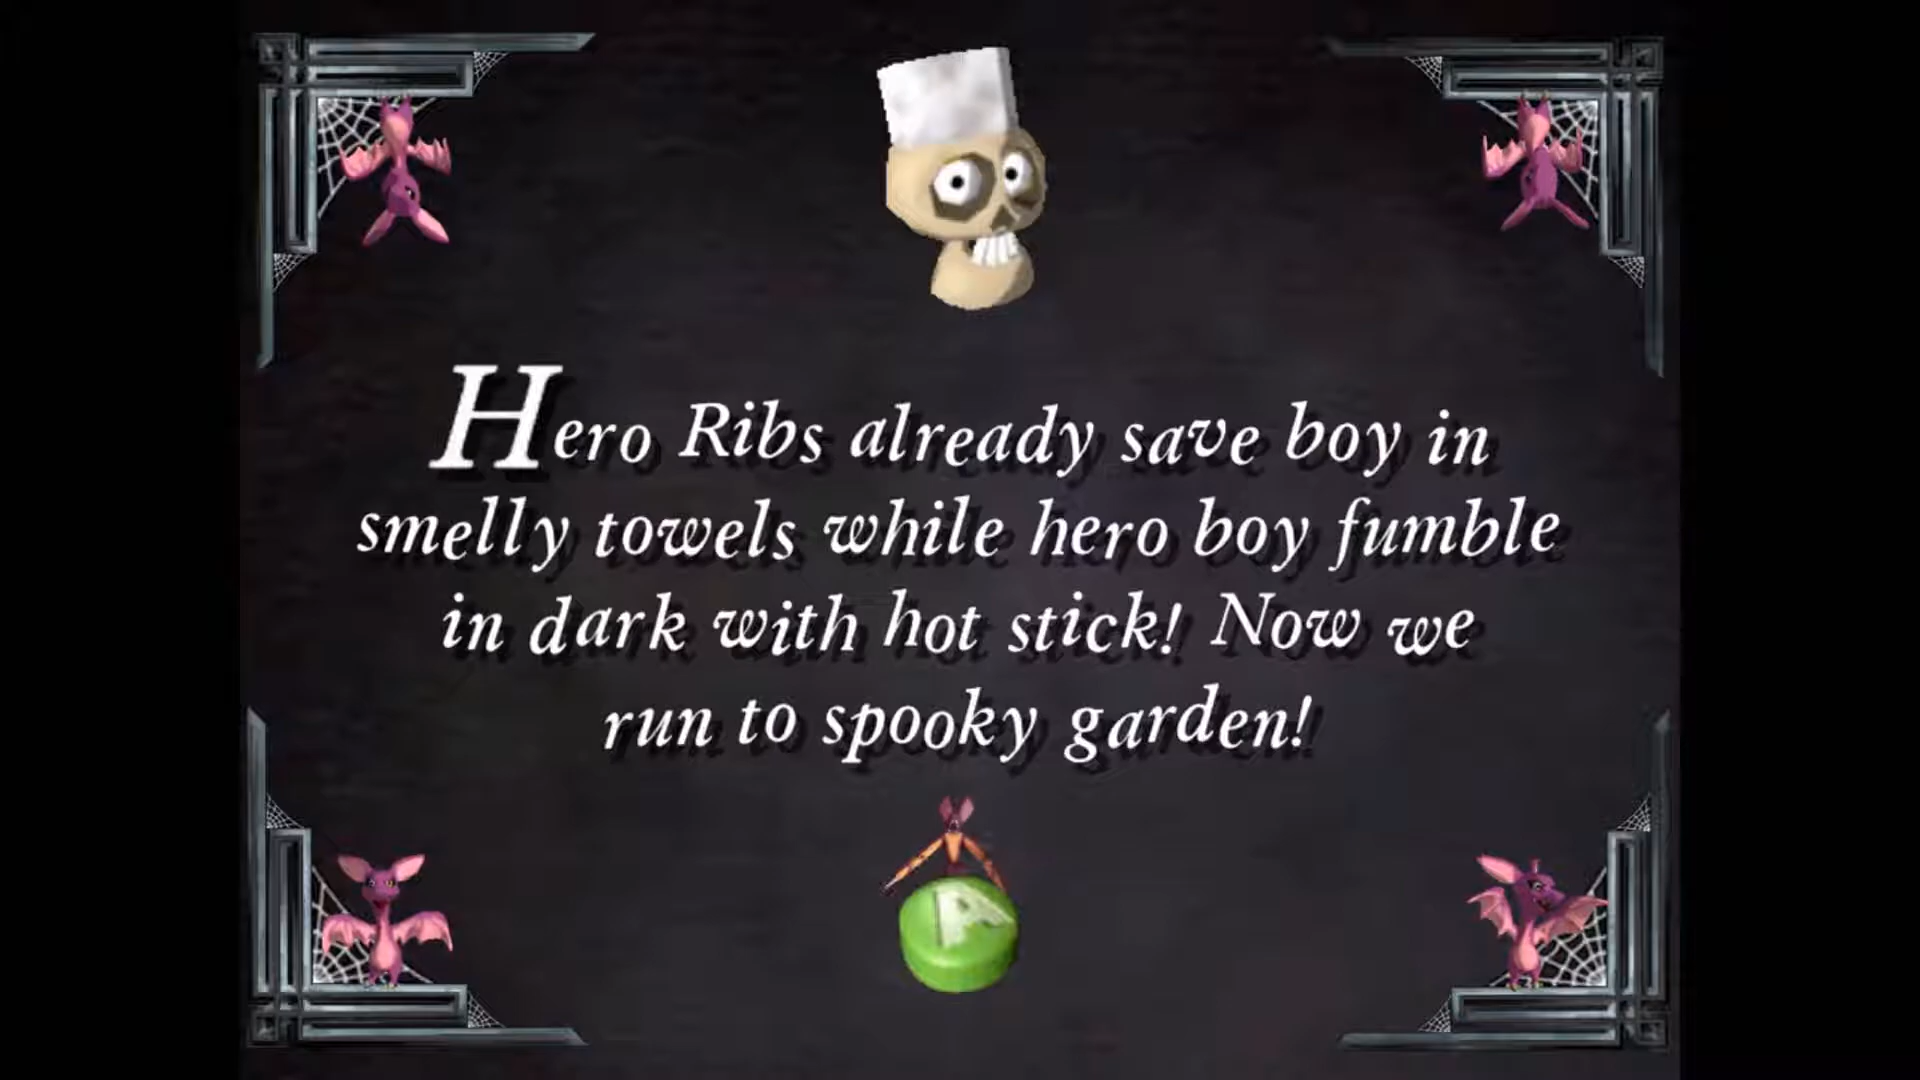 Hero Ribs already save boy in
smelly towels while hero boy fumble
in dark with hot stick! Now we
run to spooky garden!
A